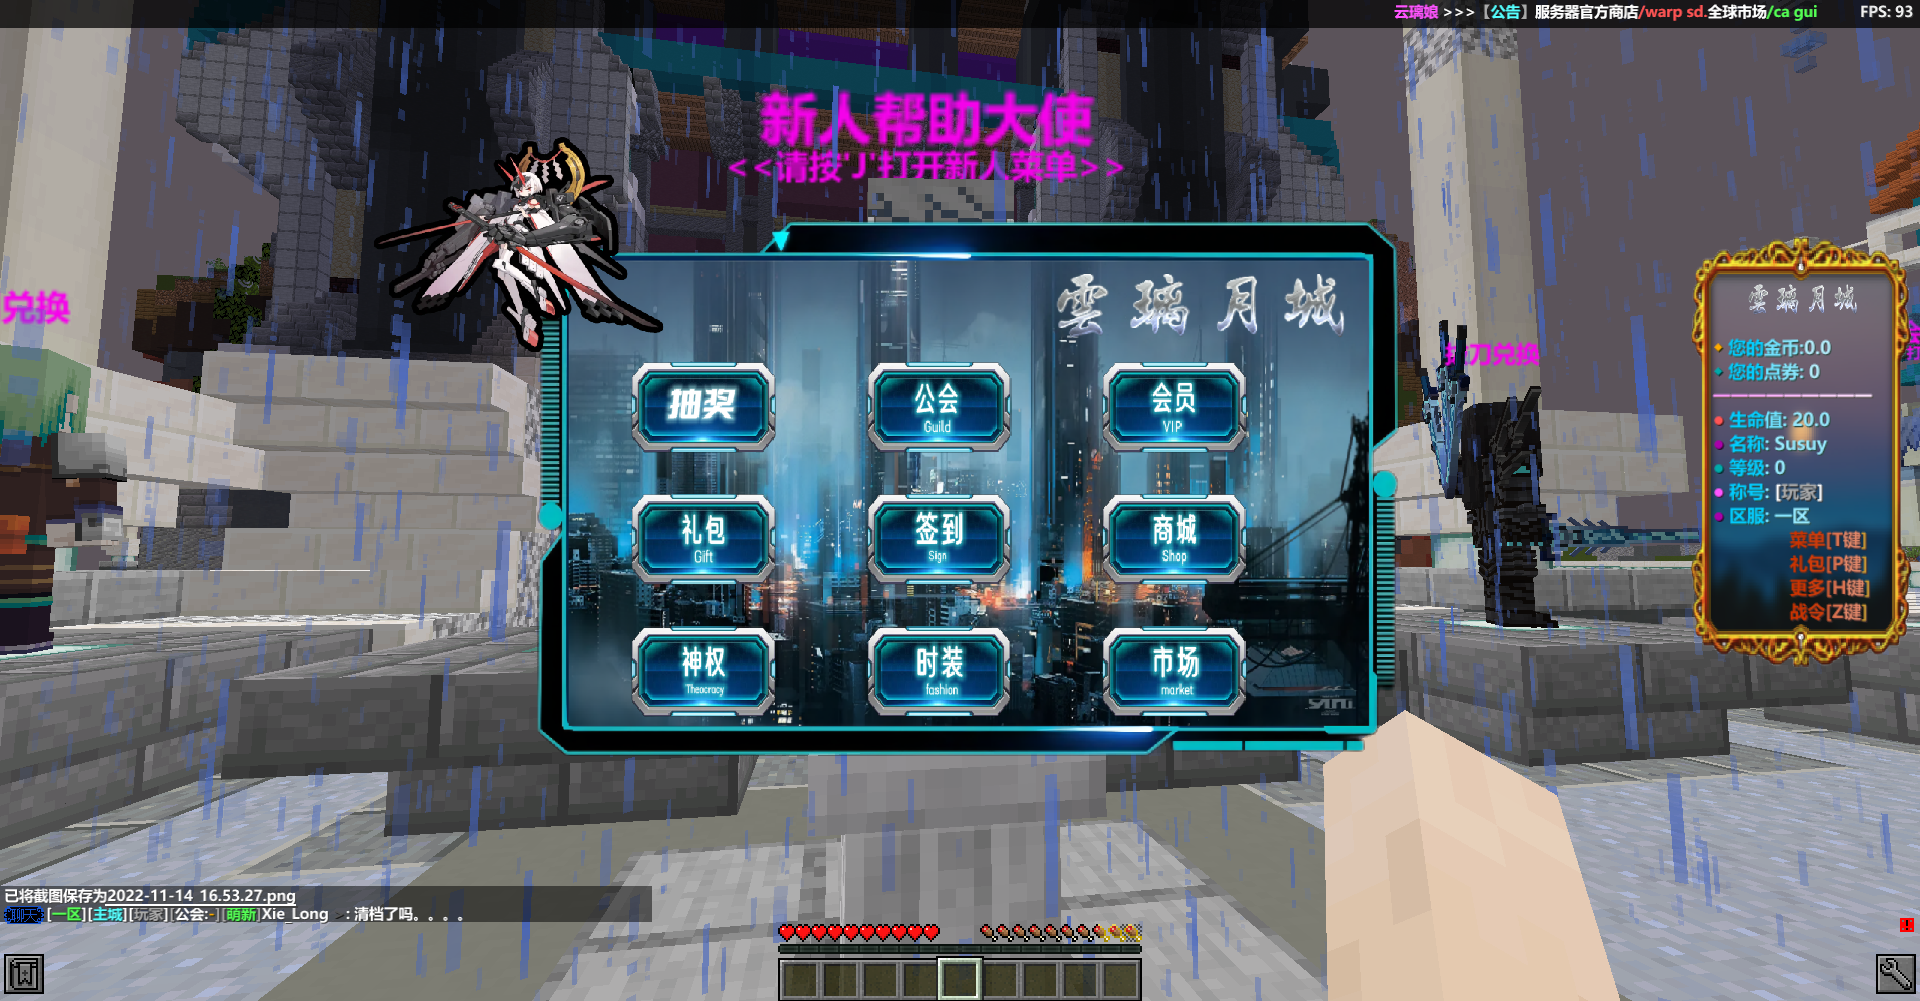 云璃娘 >>>【公告】服务器官方商店/warp sd.全球市场/ca gui
FPS: 93
新人帮助大使
<<请按'J'打开新人菜单>>
兑换
雲璃月城
抽奖
公会
Guild
会员
VIP
礼包
Gift
签到
Sign
商城
Shop
神权
Theocracy
时装
fashion
市场
market
刀兑换
雲璃月城
您的金币:0.0
您的点券: 0
生命值: 20.0
名称: Susuy
等级: 0
称号: [玩家]
区服: 一区
菜单[T键]
礼包[P键]
更多[H键]
战令[Z键]
已将截图保存为2022-11-14_16.53.27.png
聊天 [一区][主城][玩家][公会:-][萌新]Xie_Long >: 清档了吗。。。。